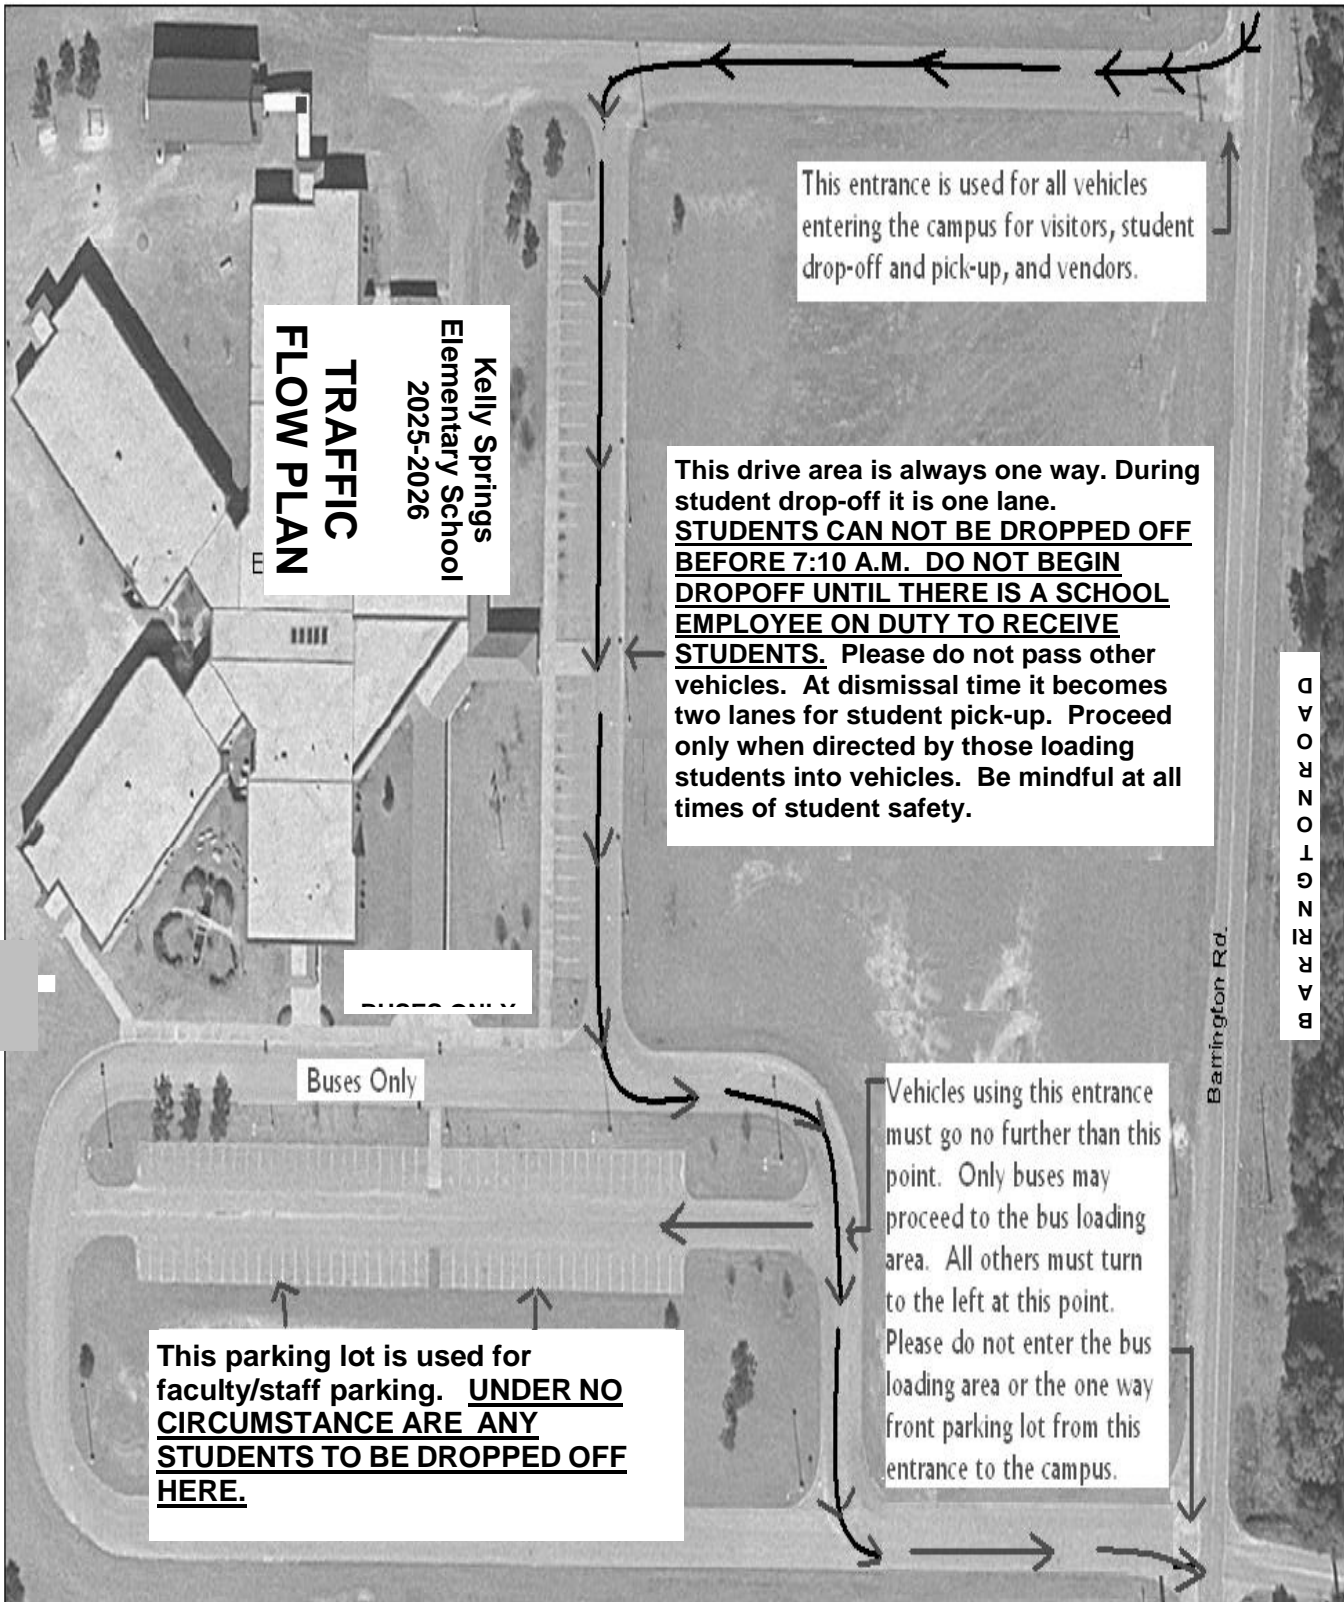 This entrance is used for all vehicles
entering the campus for visitors, student
drop-off and pick-up, and vendors.
Kelly Springs
Elementary School
2025-2026
TRAFFIC
FLOW PLAN
This drive area is always one way. During
student drop-off it is one lane.
STUDENTS CAN NOT BE DROPPED OFF
BEFORE 7:10 A.M. DO NOT BEGIN
DROPOFF UNTIL THERE IS A SCHOOL
EMPLOYEE ON DUTY TO RECEIVE
STUDENTS. Please do not pass other
vehicles. At dismissal time it becomes
two lanes for student pick-up. Proceed
only when directed by those loading
students into vehicles. Be mindful at all
times of student safety.
BARRINGTON ROAD
Barrington Rd.
BUSES ONLY
Buses Only
Vehicles using this entrance
must go no further than this
point. Only buses may
proceed to the bus loading
area. All others must turn
to the left at this point.
Please do not enter the bus
loading area or the one way
front parking lot from this
entrance to the campus.
This parking lot is used for
faculty/staff parking. UNDER NO
CIRCUMSTANCE ARE ANY
STUDENTS TO BE DROPPED OFF
HERE.